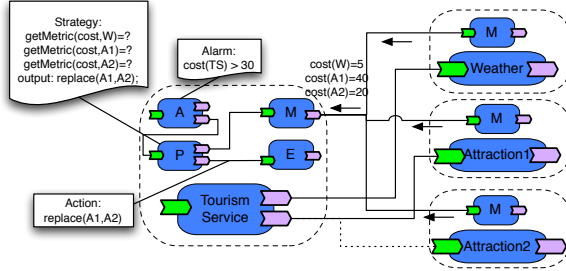 Strategy:
getMetric(cost,W)=?
getMetric(cost,A1)=?
getMetric(cost,A2)=?
output: replace(A1,A2);
Alarm:
cost(TS) > 30
cost(W)=5
cost(A1)=40
cost(A2)=20
M
Weather
A
M
M
Attraction1
P
E
Action:
replace(A1,A2)
Tourism
Service
M
Attraction2